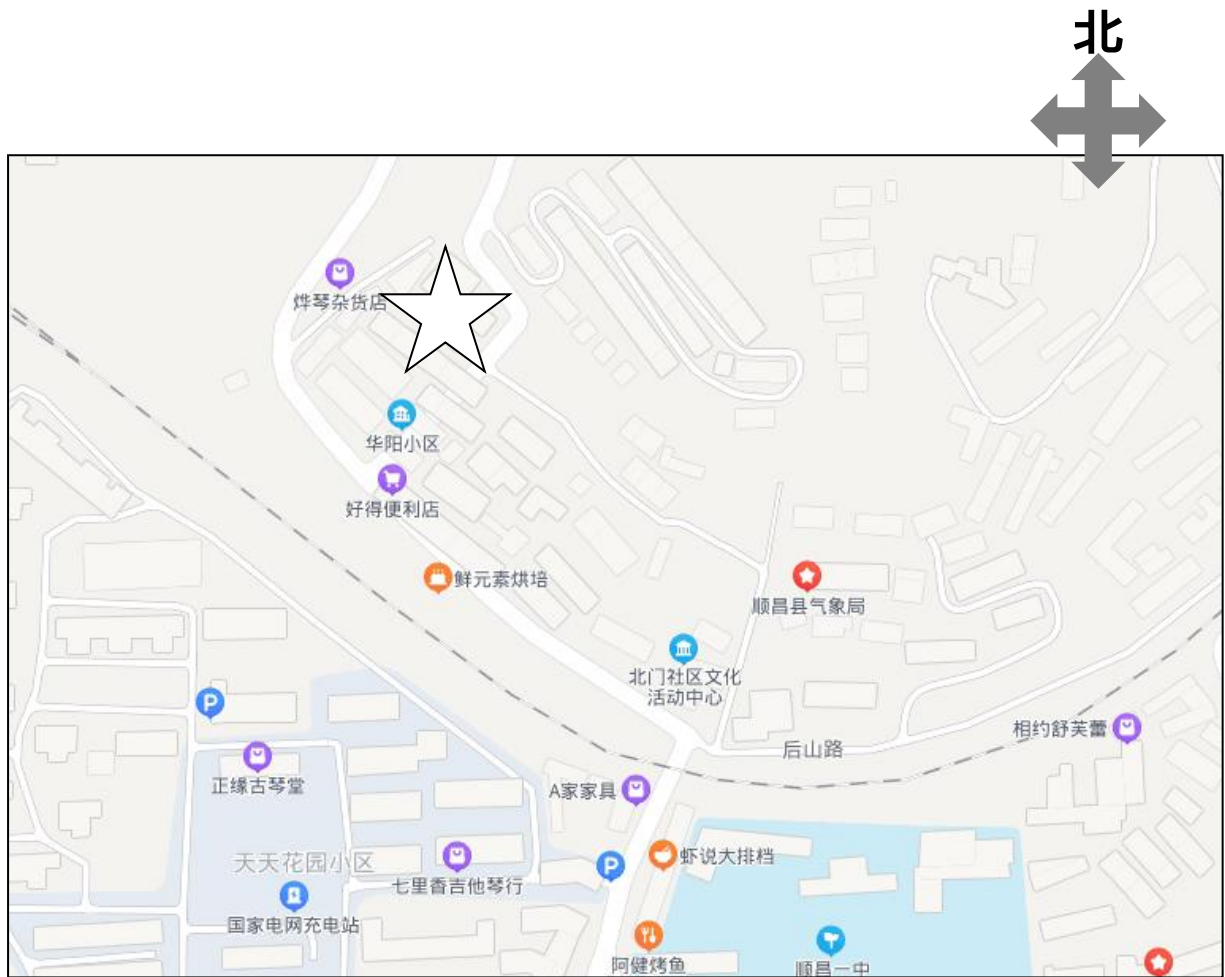 北
烨琴杂货店
华阳小区
好得便利店
鲜元素烘培
顺昌县气象局
北门社区文化
活动中心
后山路
相约舒芙蕾
P
正缘古琴堂
A家家具
天天花园小区
七里香吉他琴行
P
虾说大排档
国家电网充电站
阿健烤鱼
顺昌一中